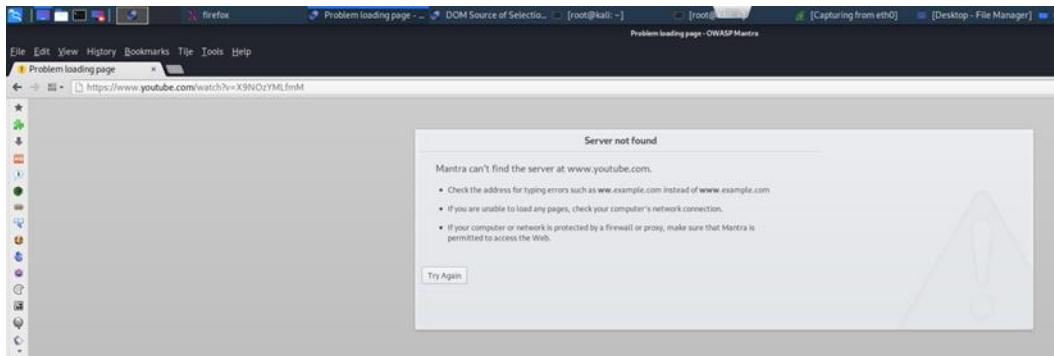 firefox
Problem loading page - ...
DOM Source of Selectio...
[root@kali: ~]
[Capturing from eth0]
[Desktop - File Manager]
Problem loading page - OWASP Mantra
File Edit View History Bookmarks Tile Tools Help
Problem loading page
https://www.youtube.com/watch?v=X9NOzYMLfmM
Server not found
Mantra can't find the server at www.youtube.com.
Check the address for typing errors such as ww.example.com instead of www.example.com
If you are unable to load any pages, check your computer's network connection.
If your computer or network is protected by a firewall or proxy, make sure that Mantra is
permitted to access the Web.
Try Again